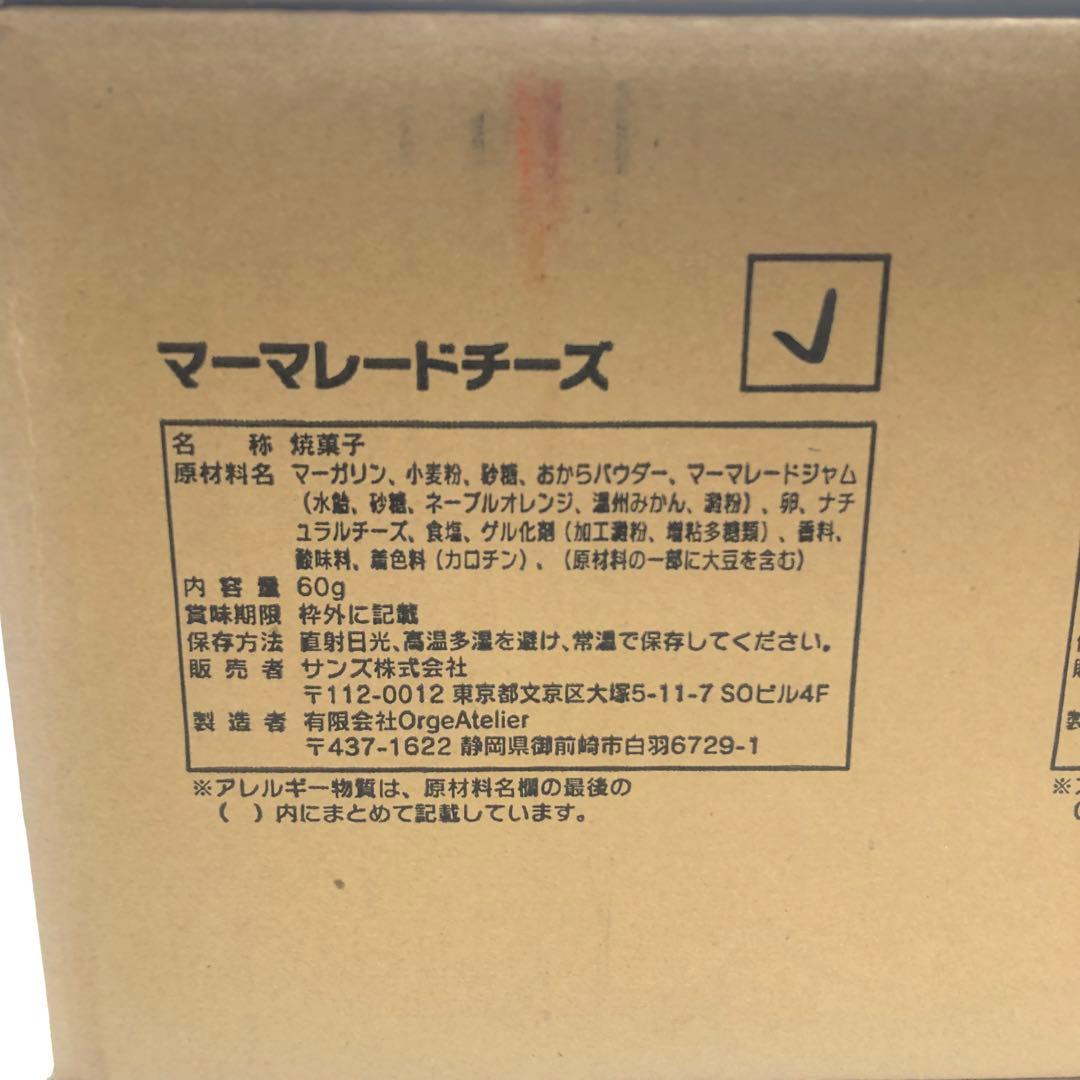 マーマレードチーズ
名称 焼菓子
原材料名 マーガリン、小麦粉、砂糖、おからパウダー、マーマレードジャム
（水飴、砂糖、ネーブルオレンジ、温州みかん、澱粉）、卵、ナチ
ュラルチーズ、食塩、ゲル化剤（加工澱粉、増粘多糖類）、香料、
酸味料、着色料（カロチン）、（原材料の一部に大豆を含む）
内容量 60g
賞味期限 枠外に記載
保存方法 直射日光、高温多湿を避け、常温で保存してください。
販売者 サンズ株式会社
〒112-0012 東京都文京区大塚5-11-7 SOビル4F
製造者 有限会社OrgeAtelier
〒437-1622 静岡県御前崎市白羽6729-1
※アレルギー物質は、原材料名欄の最後の
（ ）内にまとめて記載しています。